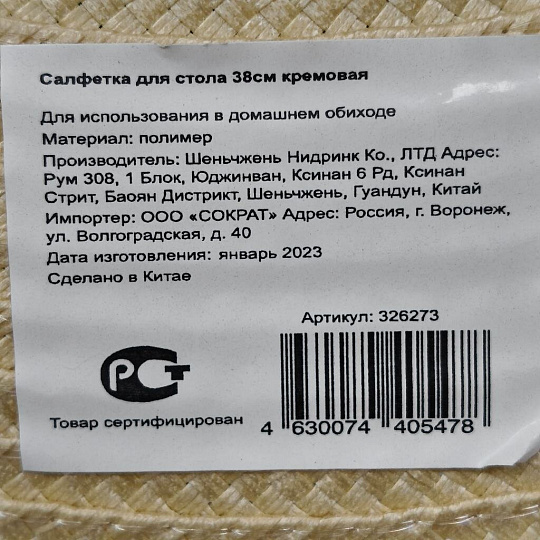 Салфетка для стола 38см кремовая
Для использования в домашнем обиходе
Материал: полимер
Производитель: Шеньчжень Нидринк Ко., ЛТД Адрес:
Рум 308, 1 Блок, Юджинван, Ксинан 6 Рд, Ксинан
Стрит, Баоян Дистрикт, Шеньчжень, Гуандун, Китай
Импортер: ООО «СОКРАТ» Адрес: Россия, г. Воронеж,
ул. Волгоградская, д. 40
Дата изготовления: январь 2023
Сделано в Китае
Артикул: 326273
РСТ
Товар сертифицирован
4 630074 405478